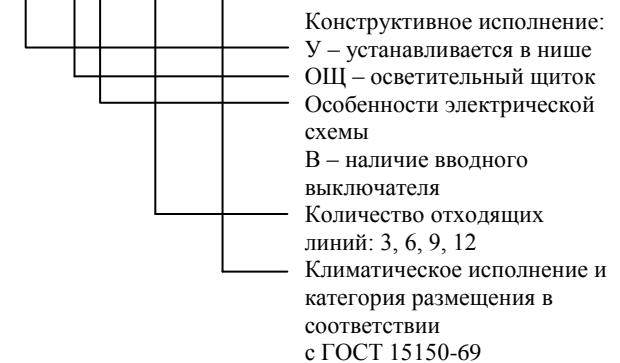 Конструктивное исполнение:
У – устанавливается в нише
ОЩ – осветительный щиток
Особенности электрической
схемы
В – наличие вводного
выключателя
Количество отходящих
линий: 3, 6, 9, 12
Климатическое исполнение и
категория размещения в
соответствии
с ГОСТ 15150-69